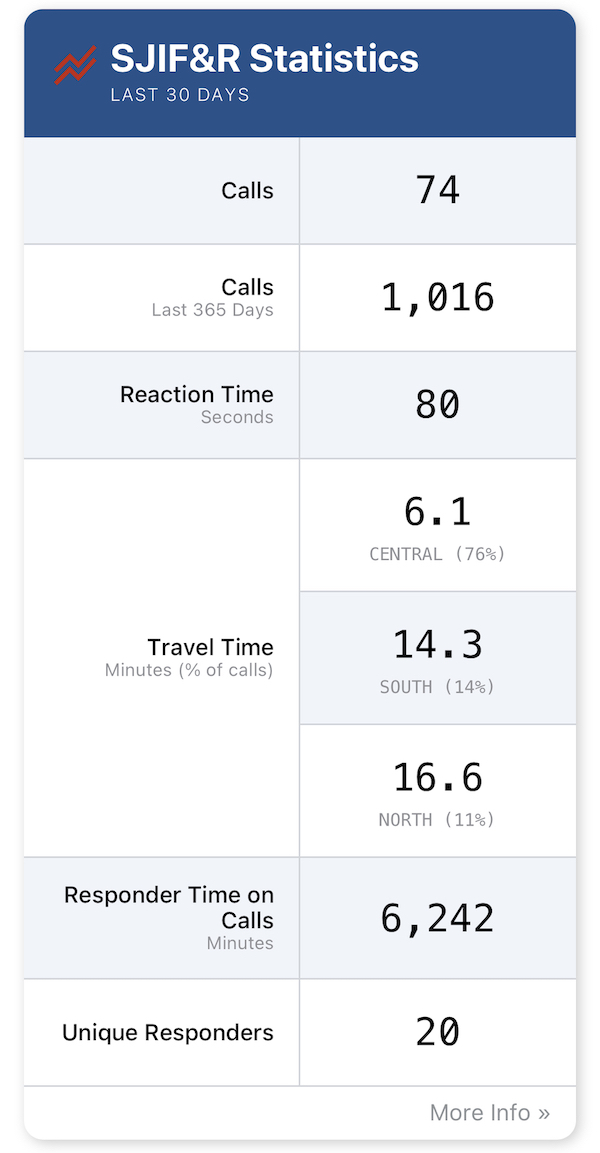 SJIF&R Statistics
LAST 30 DAYS
Calls
74
Calls
Last 365 Days
1,016
Reaction Time
Seconds
80
Travel Time
Minutes (% of calls)
6.1
CENTRAL (76%)
14.3
SOUTH (14%)
16.6
NORTH (11%)
Responder Time on
Calls
Minutes
6,242
Unique Responders
20
More Info »